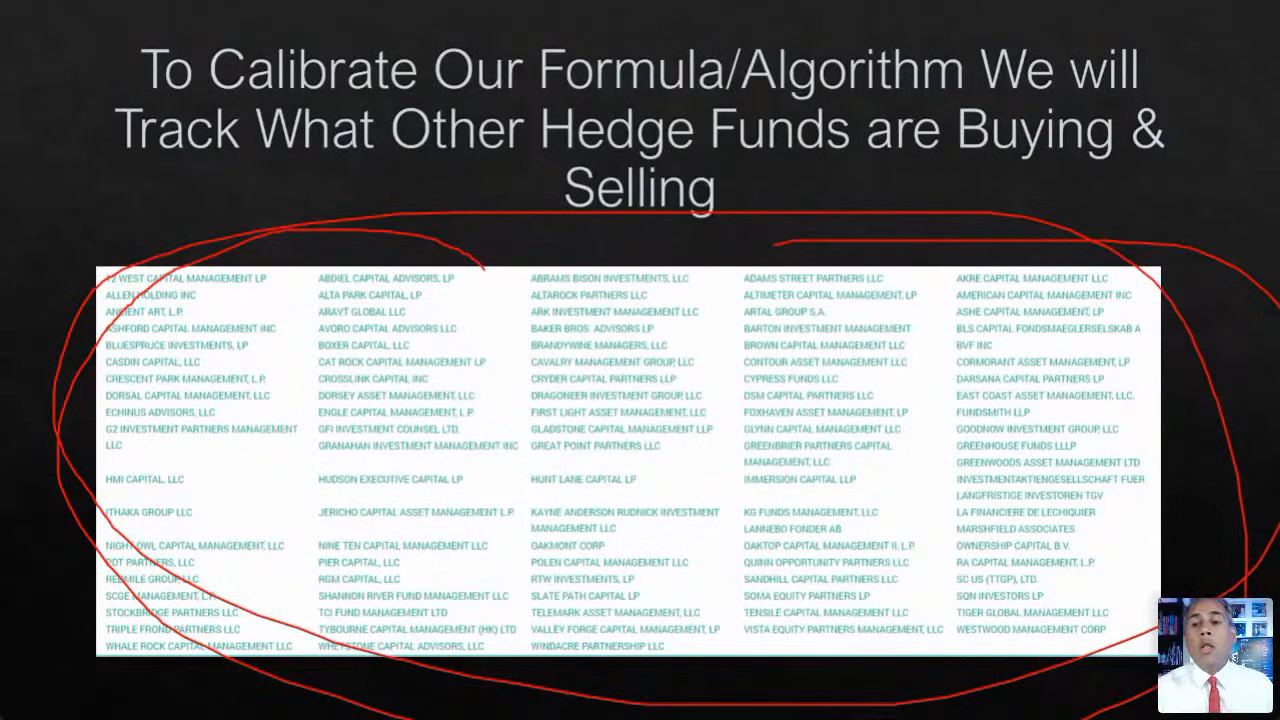 To Calibrate Our Formula/Algorithm We will
Track What Other Hedge Funds are Buying &
Selling
12 WEST CAPITAL MANAGEMENT LP ABDIEL CAPITAL ADVISORS, LP ABRAMS BISON INVESTMENTS, LLC ADAMS STREET PARTNERS LLC AKRE CAPITAL MANAGEMENT LLC
ALLEN HOLDING INC ALTA PARK CAPITAL, LP ALTAROCK PARTNERS LLC ALTIMETER CAPITAL MANAGEMENT, LP AMERICAN CAPITAL MANAGEMENT INC
ANCIENT ART, L.P. ARAVT GLOBAL LLC ARK INVESTMENT MANAGEMENT LLC ARTAL GROUP S.A. ASHE CAPITAL MANAGEMENT, LP
ASHFORD CAPITAL MANAGEMENT INC AVORO CAPITAL ADVISORS LLC BAKER BROS. ADVISORS LP BARTON INVESTMENT MANAGEMENT BLS CAPITAL FONDSMAEGLERSELSKAB A
BLUESPRUCE INVESTMENTS, LP BOXER CAPITAL, LLC BRANDYWINE MANAGERS, LLC BROWN CAPITAL MANAGEMENT LLC BVF INC
CASDIN CAPITAL, LLC CAT ROCK CAPITAL MANAGEMENT LP CAVALRY MANAGEMENT GROUP, LLC CONTOUR ASSET MANAGEMENT LLC CORMORANT ASSET MANAGEMENT, LP
CRESCENT PARK MANAGEMENT, L.P. CROSSLINK CAPITAL INC CRYDER CAPITAL PARTNERS LLP CYPRESS FUNDS LLC DARSANA CAPITAL PARTNERS LP
DORSAL CAPITAL MANAGEMENT, LLC DORSEY ASSET MANAGEMENT, LLC DRAGONEER INVESTMENT GROUP, LLC DSM CAPITAL PARTNERS LLC EAST COAST ASSET MANAGEMENT, LLC.
ECHINUS ADVISORS, LLC ENGLE CAPITAL MANAGEMENT, L.P. FIRST LIGHT ASSET MANAGEMENT, LLC FOXHAVEN ASSET MANAGEMENT, LP FUNDSMITH LLP
G2 INVESTMENT PARTNERS MANAGEMENT GFI INVESTMENT COUNSEL LTD. GLADSTONE CAPITAL MANAGEMENT LLP GLYNN CAPITAL MANAGEMENT LLC GOODNOW INVESTMENT GROUP, LLC
LLC GRANAHAN INVESTMENT MANAGEMENT INC GREAT POINT PARTNERS LLC GREENBRIER PARTNERS CAPITAL GREENHOUSE FUNDS LLLP
MANAGEMENT, LLC GREENWOODS ASSET MANAGEMENT LTD
HMI CAPITAL, LLC HUDSON EXECUTIVE CAPITAL LP HUNT LANE CAPITAL LP IMMERSION CAPITAL LLP INVESTMENTAKTIENGESELLSCHAFT FUER
LANGFRISTIGE INVESTOREN TGV
ITHAKA GROUP LLC JERICHO CAPITAL ASSET MANAGEMENT L.P. KAYNE ANDERSON RUDNICK INVESTMENT KG FUNDS MANAGEMENT, LLC LA FINANCIERE DE L'ECHIQUIER
MANAGEMENT LLC LANNEBO FONDER AB. MARSHFIELD ASSOCIATES
NIGHT OWL CAPITAL MANAGEMENT, LLC NINE TEN CAPITAL MANAGEMENT LLC OAKMONT CORP OAKTOP CAPITAL MANAGEMENT II, L.P. OWNERSHIP CAPITAL B.V.
PDT PARTNERS, LLC PIER CAPITAL, LLC POLEN CAPITAL MANAGEMENT LLC QUINN OPPORTUNITY PARTNERS LLC RA CAPITAL MANAGEMENT, L.P.
REDMILE GROUP, LLC RGM CAPITAL, LLC RTW INVESTMENTS, LP SANDHILL CAPITAL PARTNERS LLC SC US (TTGP), LTD.
SCGE MANAGEMENT, L.P. SHANNON RIVER FUND MANAGEMENT LLC SLATE PATH CAPITAL LP SOMA EQUITY PARTNERS LP SQN INVESTORS LP
STOCKBRIDGE PARTNERS LLC TCI FUND MANAGEMENT LTD TELEMARK ASSET MANAGEMENT, LLC TENSILE CAPITAL MANAGEMENT LLC TIGER GLOBAL MANAGEMENT LLC
TRIPLE FROND PARTNERS LLC TYBOURNE CAPITAL MANAGEMENT (HK) LTD VALLEY FORGE CAPITAL MANAGEMENT, LP VISTA EQUITY PARTNERS MANAGEMENT, LLC WESTWOOD MANAGEMENT CORP
WHALE ROCK CAPITAL MANAGEMENT LLC WHETSTONE CAPITAL ADVISORS, LLC WINDACRE PARTNERSHIP LLC